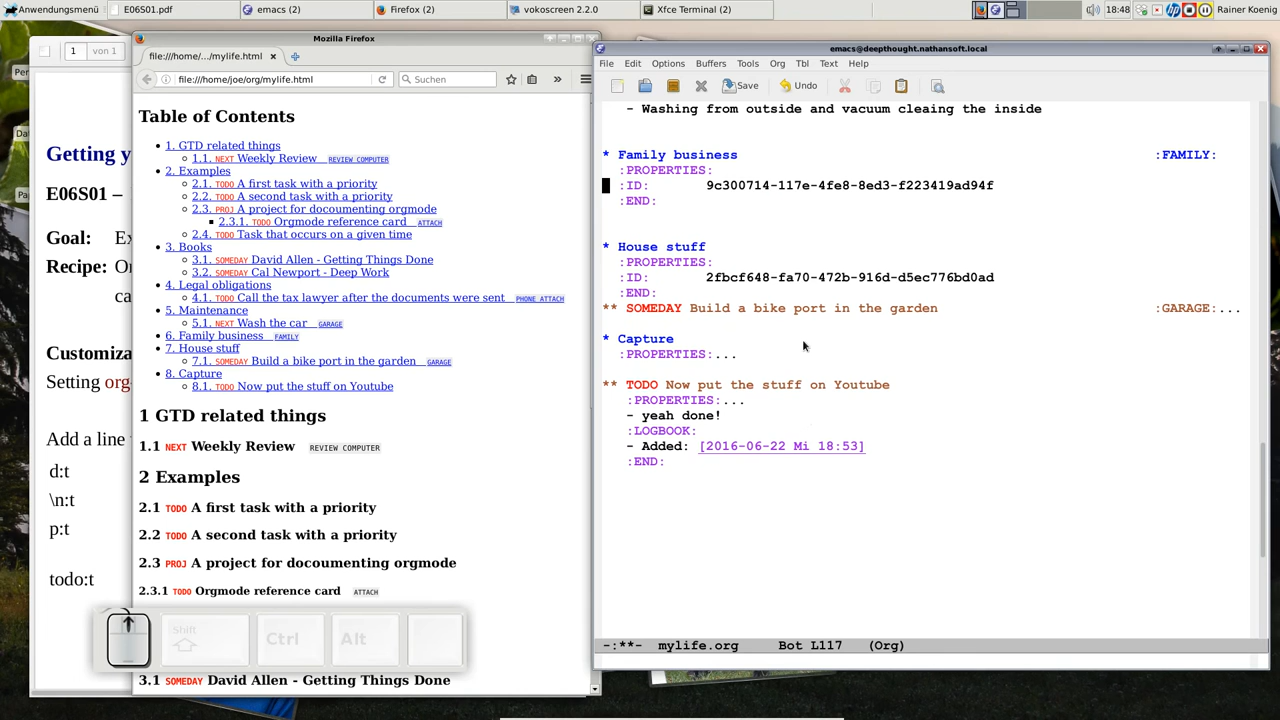 Anwendungsmenü E06S01.pdf emacs (2) Firefox (2) vokoscreen 2.2.0 Xfce Terminal (2) 18:48 Rainer Koenig
1 von 1
Getting y
E06S01 –
Goal: Ex
Recipe: Or
ca
Customiza
Setting org
Add a line
d:t
\n:t
p:t
todo:t
Mozilla Firefox
file:///home/.../mylife.html
file:///home/joe/org/mylife.html Suchen
Table of Contents
1. GTD related things
1.1. NEXT Weekly Review REVIEW COMPUTER
2. Examples
2.1. TODO A first task with a priority
2.2. TODO A second task with a priority
2.3. PROJ A project for docoumenting orgmode
2.3.1. TODO Orgmode reference card ATTACH
2.4. TODO Task that occurs on a given time
3. Books
3.1. SOMEDAY David Allen - Getting Things Done
3.2. SOMEDAY Cal Newport - Deep Work
4. Legal obligations
4.1. TODO Call the tax lawyer after the documents were sent PHONE ATTACH
5. Maintenance
5.1. NEXT Wash the car GARAGE
6. Family business FAMILY
7. House stuff
7.1. SOMEDAY Build a bike port in the garden GARAGE
8. Capture
8.1. TODO Now put the stuff on Youtube
1 GTD related things
1.1 NEXT Weekly Review REVIEW COMPUTER
2 Examples
2.1 TODO A first task with a priority
2.2 TODO A second task with a priority
2.3 PROJ A project for docoumenting orgmode
2.3.1 TODO Orgmode reference card ATTACH
3.1 SOMEDAY David Allen - Getting Things Done
Shift Ctrl Alt
emacs@deepthought.nathansoft.local
File Edit Options Buffers Tools Org Tbl Text Help
Save Undo
- Washing from outside and vacuum cleaing the inside
* Family business :FAMILY:
:PROPERTIES:
:ID: 9c300714-117e-4fe8-8ed3-f223419ad94f
:END:
* House stuff
:PROPERTIES:
:ID: 2fbcf648-fa70-472b-916d-d5ec776bd0ad
:END:
** SOMEDAY Build a bike port in the garden :GARAGE:...
* Capture
:PROPERTIES:...
** TODO Now put the stuff on Youtube
:PROPERTIES:...
- yeah done!
:LOGBOOK:
- Added: [2016-06-22 Mi 18:53]
:END:
-:**- mylife.org Bot L117 (Org)